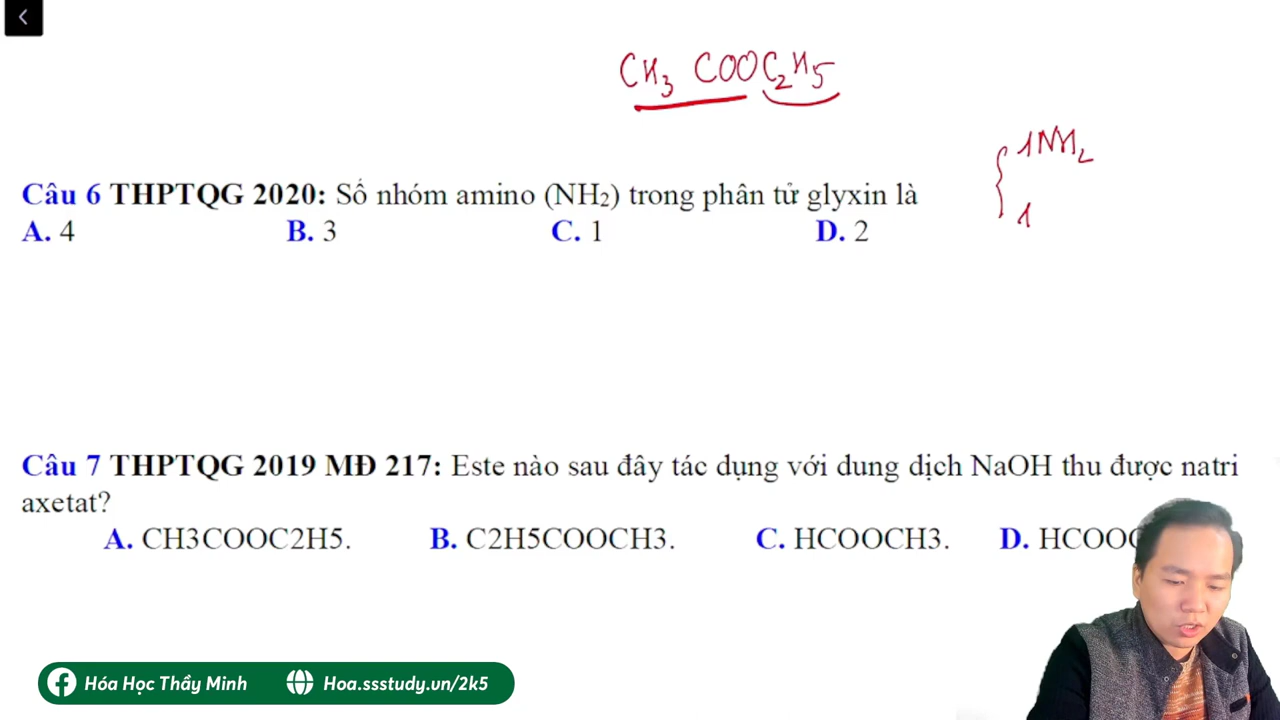 CH3 COOC2H5
1NH2
1
Câu 6 THPTQG 2020: Số nhóm amino (NH2) trong phân tử glyxin là
A. 4 B. 3 C. 1 D. 2
Câu 7 THPTQG 2019 MĐ 217: Este nào sau đây tác dụng với dung dịch NaOH thu được natri
axetat?
A. CH3COOC2H5. B. C2H5COOCH3. C. HCOOCH3. D.
Hóa Học Thầy Minh Hoa.ssstudy.vn/2k5